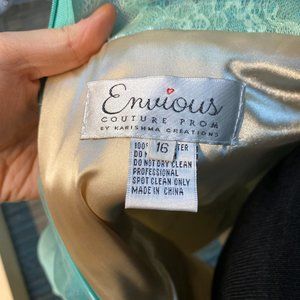 Envious
COUTURE PROM
BY KARISHMA CREATIONS
100%
16
DO
DO NOT DRY CLEAN
PROFESSIONAL
SPOT CLEAN ONLY
MADE IN CHINA